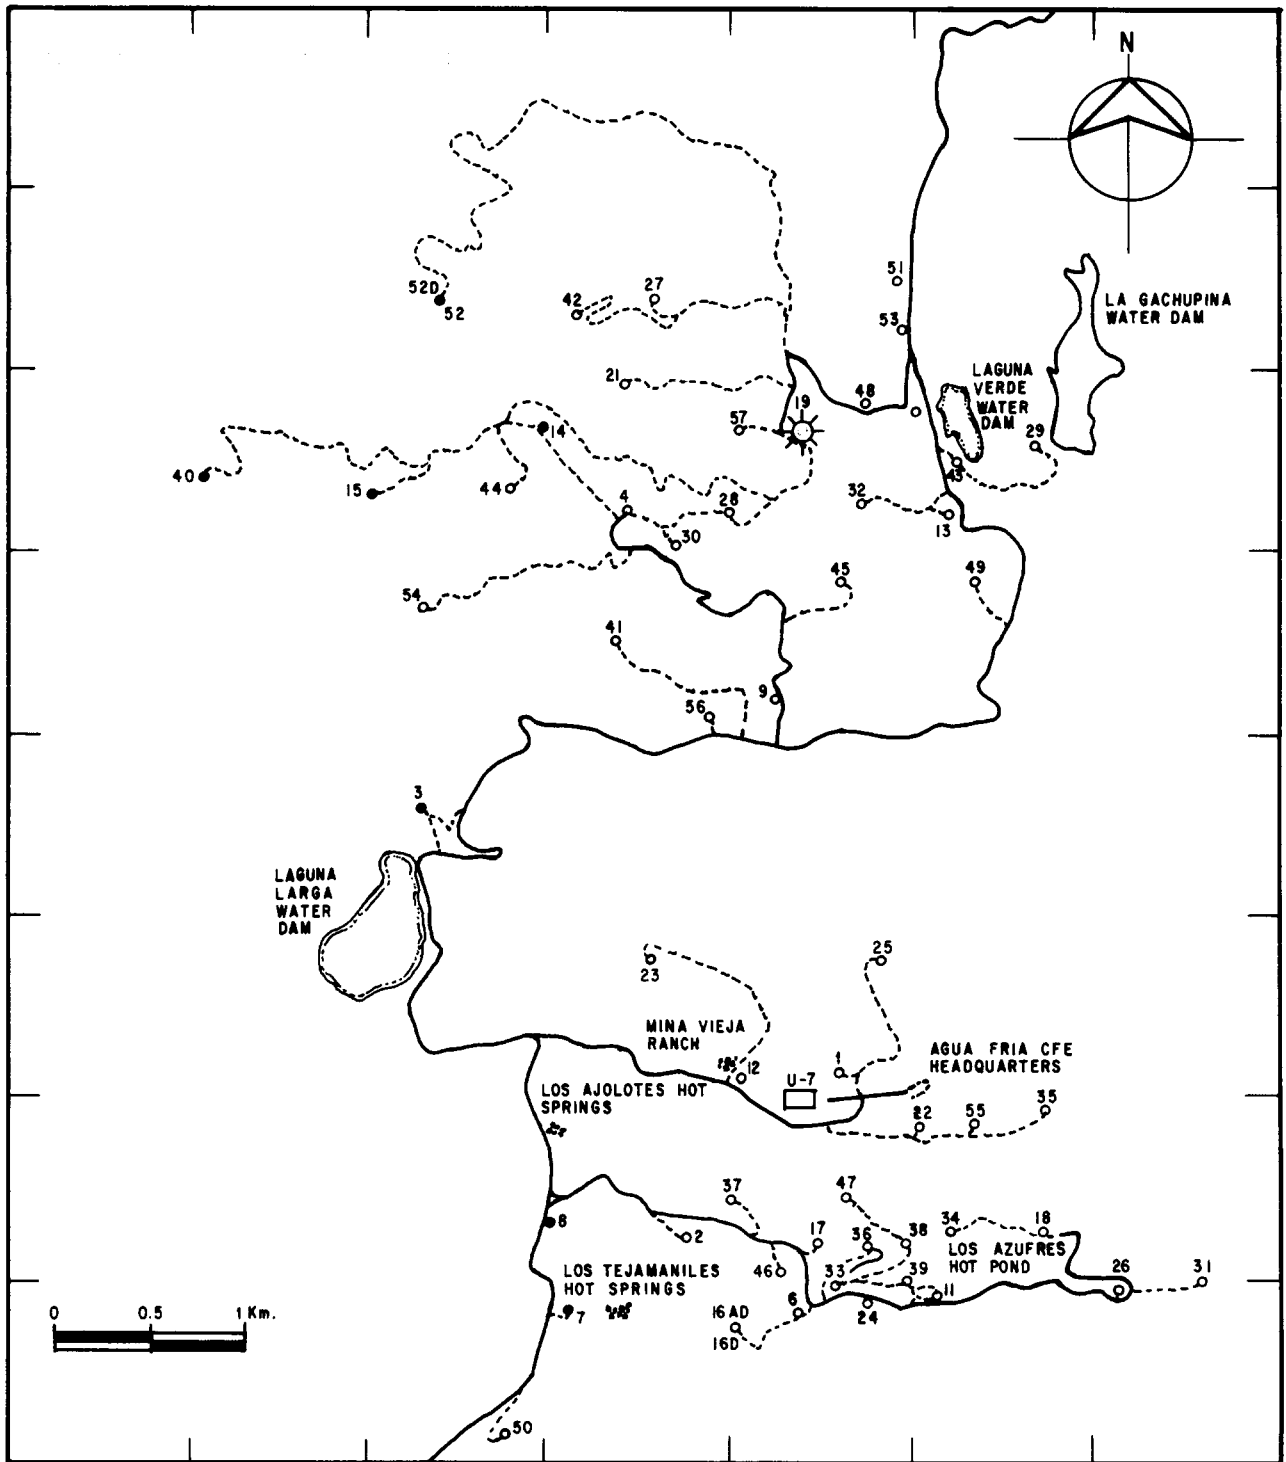 N
51
52D
52
42
27
LA GACHUPINA
WATER DAM
53
LAGUNA
VERDE
WATER
DAM
21
48
19
57
29
14
40
15
44
43
4
28
32
13
30
45
49
54
41
9
56
3
LAGUNA
LARGA
WATER
DAM
25
23
MINA VIEJA
RANCH
12
1
AGUA FRIA CFE
HEADQUARTERS
U-7
LOS AJOLOTES HOT
SPRINGS
22
55
35
37
47
8
2
17
36
38
34
18
LOS AZUFRES
HOT POND
46
33
39
11
26
31
LOS TEJAMANILES
HOT SPRINGS
7
16AD
16D
6
24
0 0.5 1 Km.
50